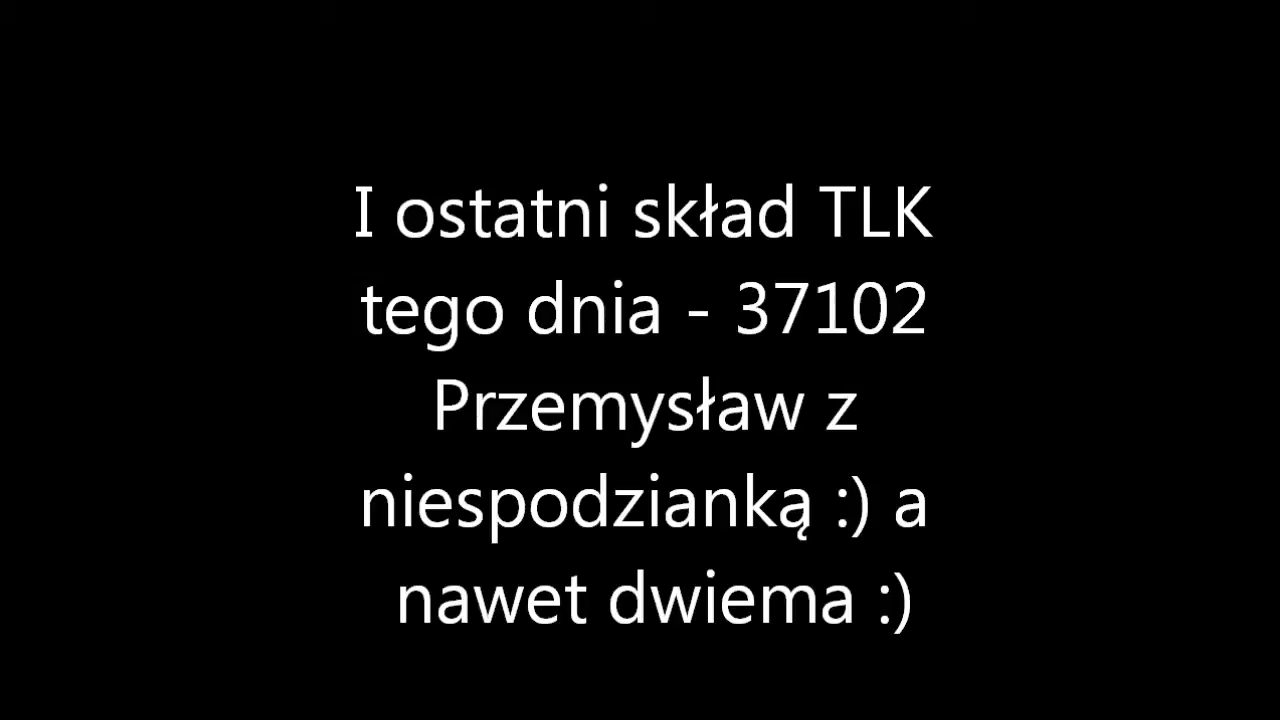 I ostatni skład TLK
tego dnia - 37102
Przemysław z
niespodzianką :) a
nawet dwiema :)